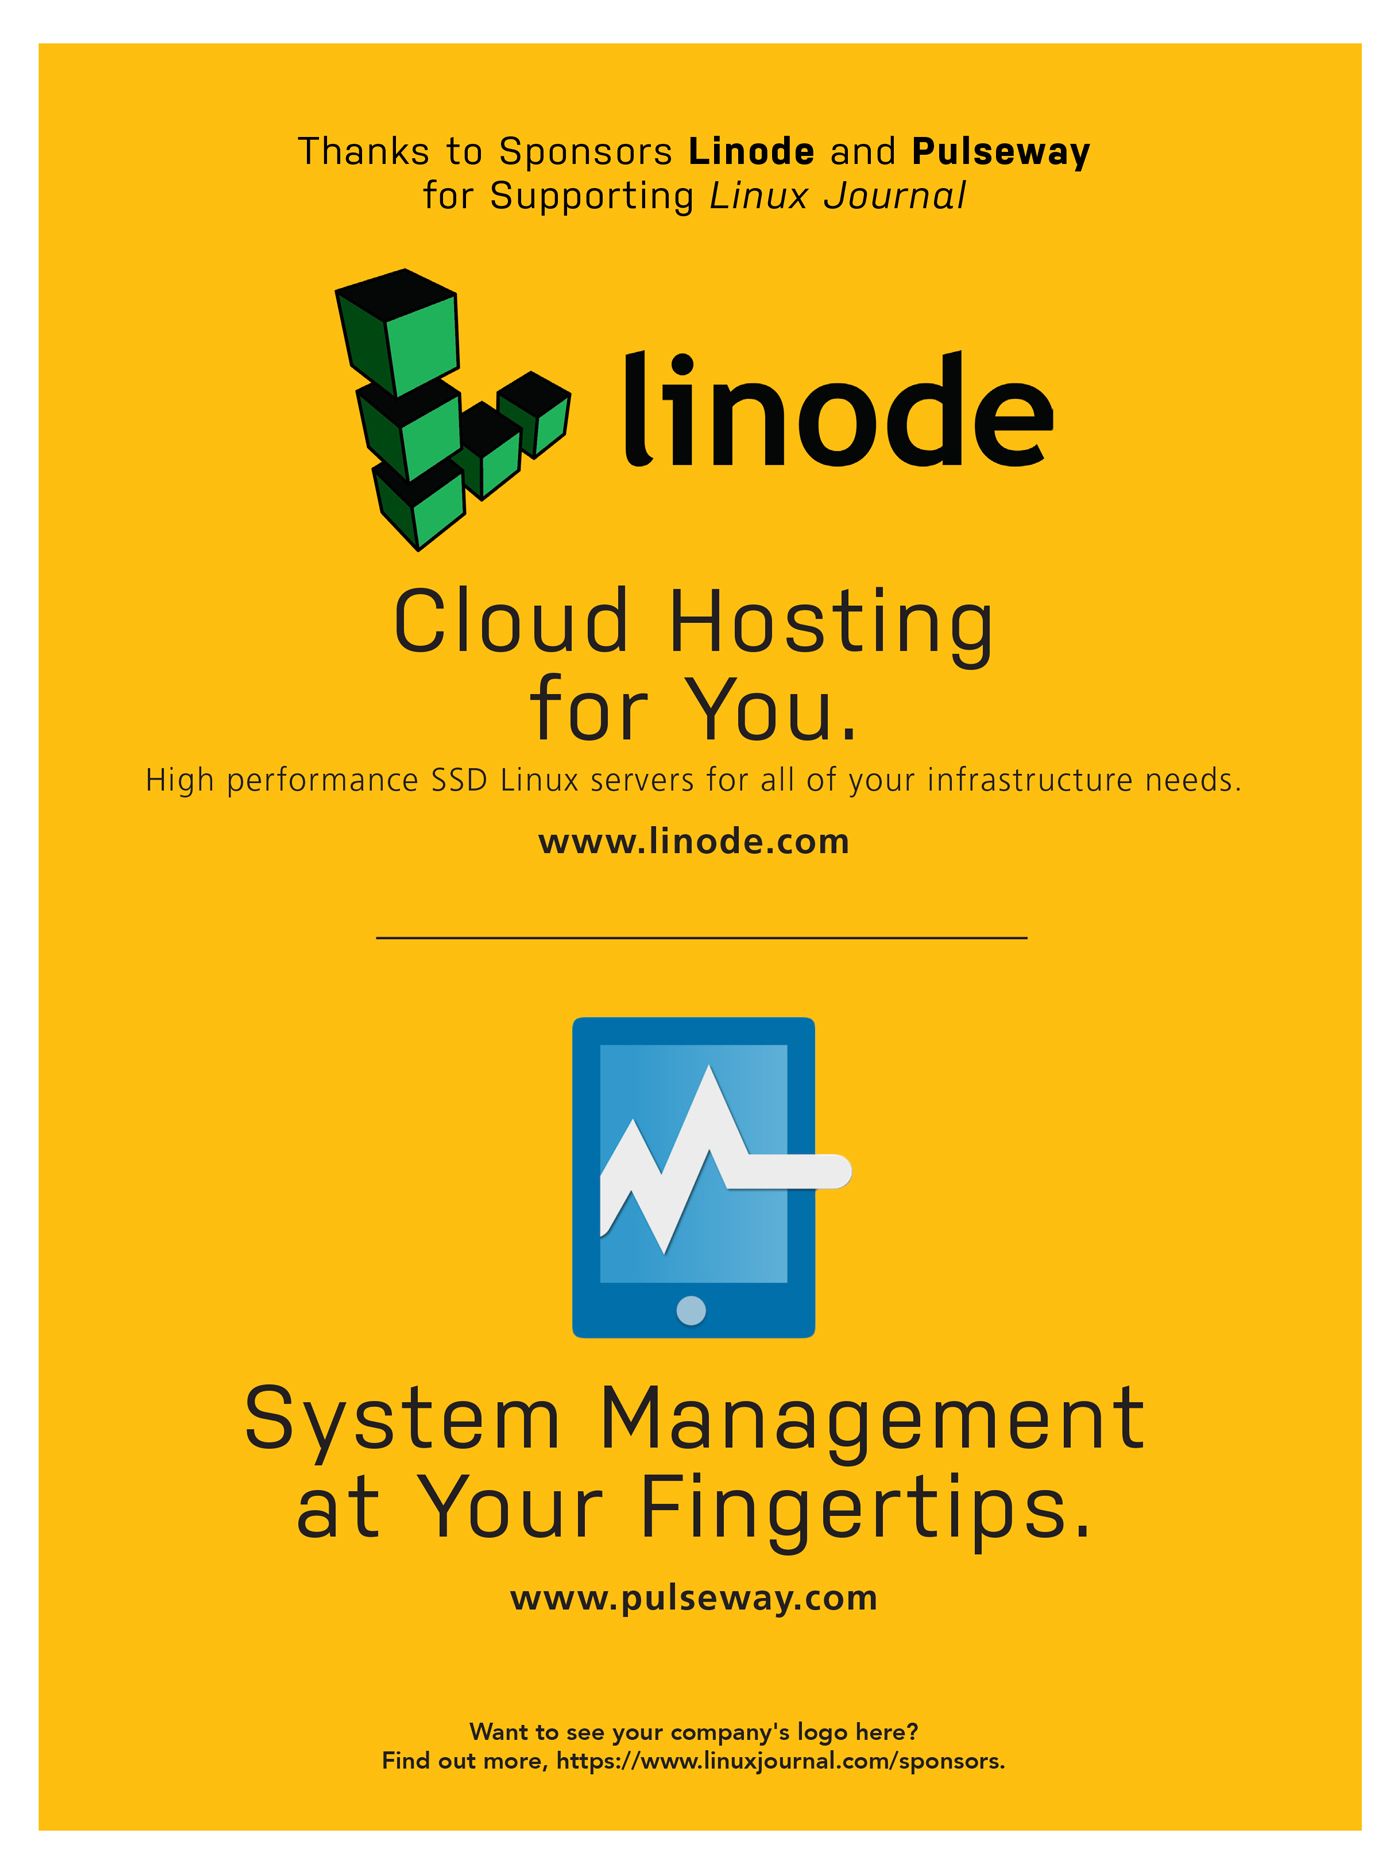 Thanks to Sponsors Linode and Pulseway
for Supporting Linux Journal
linode
Cloud Hosting
for You.
High performance SSD Linux servers for all of your infrastructure needs.
www.linode.com
System Management
at Your Fingertips.
www.pulseway.com
Want to see your company's logo here?
Find out more, https://www.linuxjournal.com/sponsors.